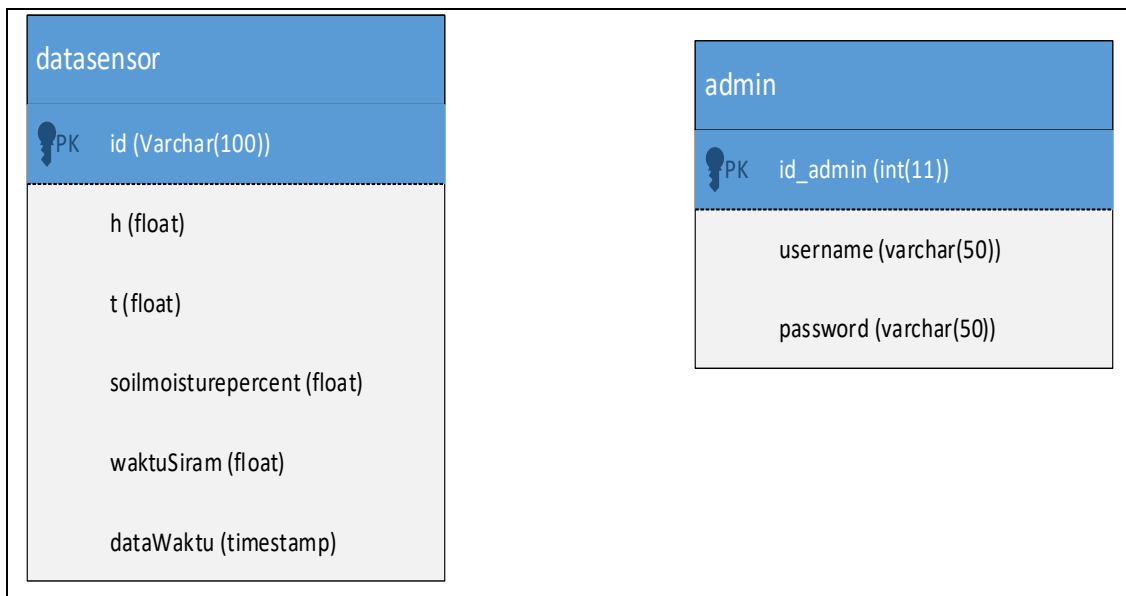 datasensor
PK id (Varchar(100))
h (float)
t (float)
soilmoisturepercent (float)
waktuSiram (float)
dataWaktu (timestamp)
admin
PK id_admin (int(11))
username (varchar(50))
password (varchar(50))